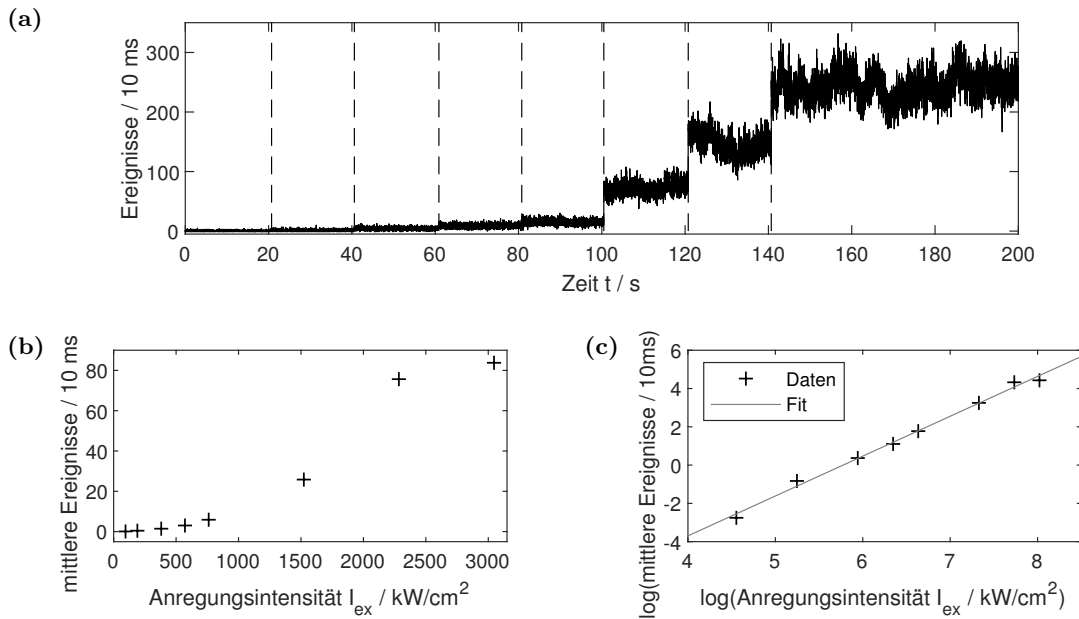 (a)
Ereignisse / 10 ms
300
200
100
0
0 20 40 60 80 100 120 140 160 180 200
Zeit t / s
(b)
mittlere Ereignisse / 10 ms
80
60
40
20
0
0 500 1000 1500 2000 2500 3000
Anregungsintensität I_ex / kW/cm²
(c)
log(mittlere Ereignisse / 10ms)
6
4
2
0
-2
-4
Daten
Fit
4 5 6 7 8
log(Anregungsintensität I_ex / kW/cm²)